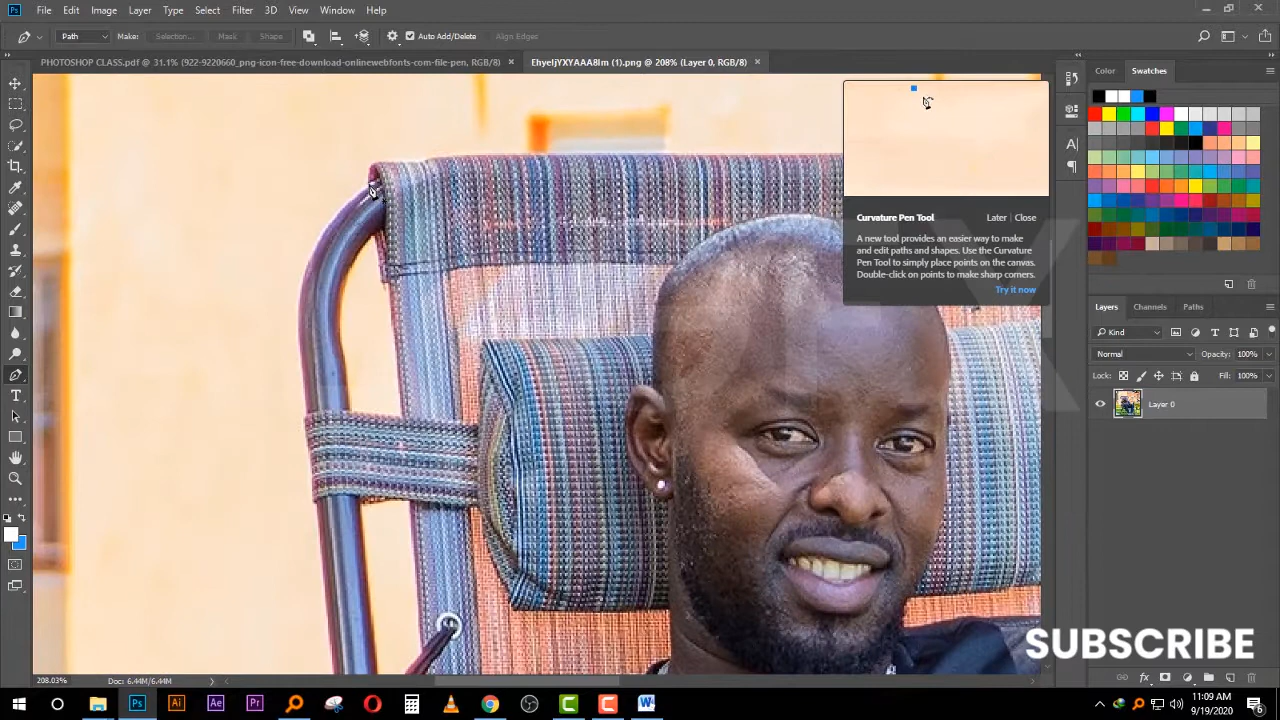 Ps File Edit Image Layer Type Select Filter 3D View Window Help
Path Make: Selection... Mask Shape Auto Add/Delete Align Edges
PHOTOSHOP CLASS.pdf @ 31.1% (922-9220660_png-icon-free-download-onlinewebfonts-com-file-pen, RGB/8) × EhyeIjYXYAAA8Im (1).png @ 208% (Layer 0, RGB/8) ×
Color Swatches
Curvature Pen Tool Later | Close
A new tool provides an easier way to make
and edit paths and shapes. Use the Curvature
Pen Tool to simply place points on the canvas.
Double-click on points to make sharp corners.
Try it now
Layers Channels Paths
Kind
Normal Opacity: 100%
Lock: Fill: 100%
Layer 0
SUBSCRIBE
208.03% Doc: 6.44M/6.44M
Ps Ai Ae Pr
11:09 AM
9/19/2020
6